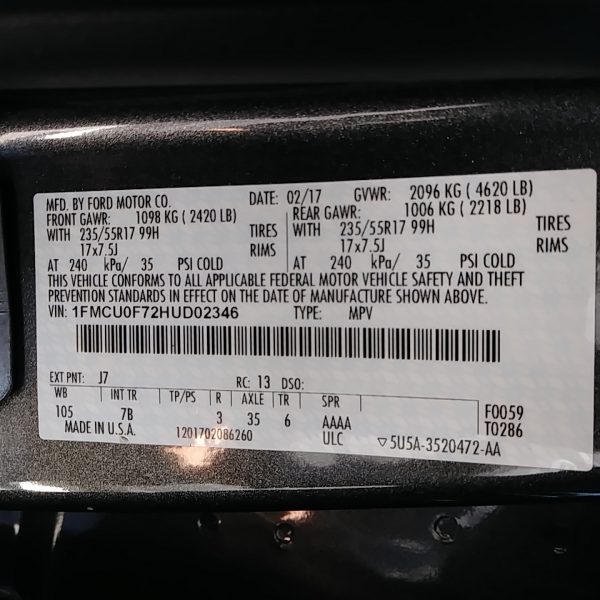 MFD. BY FORD MOTOR CO. DATE: 02/17 GVWR: 2096 KG ( 4620 LB)
FRONT GAWR: 1098 KG ( 2420 LB) REAR GAWR: 1006 KG ( 2218 LB)
WITH 235/55R17 99H TIRES WITH 235/55R17 99H TIRES
17x7.5J RIMS 17x7.5J RIMS
AT 240 kPa/ 35 PSI COLD AT 240 kPa/ 35 PSI COLD
THIS VEHICLE CONFORMS TO ALL APPLICABLE FEDERAL MOTOR VEHICLE SAFETY AND THEFT
PREVENTION STANDARDS IN EFFECT ON THE DATE OF MANUFACTURE SHOWN ABOVE.
VIN: 1FMCU0F72HUD02346 TYPE: MPV
EXT PNT: J7 RC: 13 DSO:
WB INT TR TP/PS R AXLE TR SPR
105 7B 3 35 6 AAAA F0059
MADE IN U.S.A. 1201702086260 ULC ▽5U5A-3520472-AA T0286